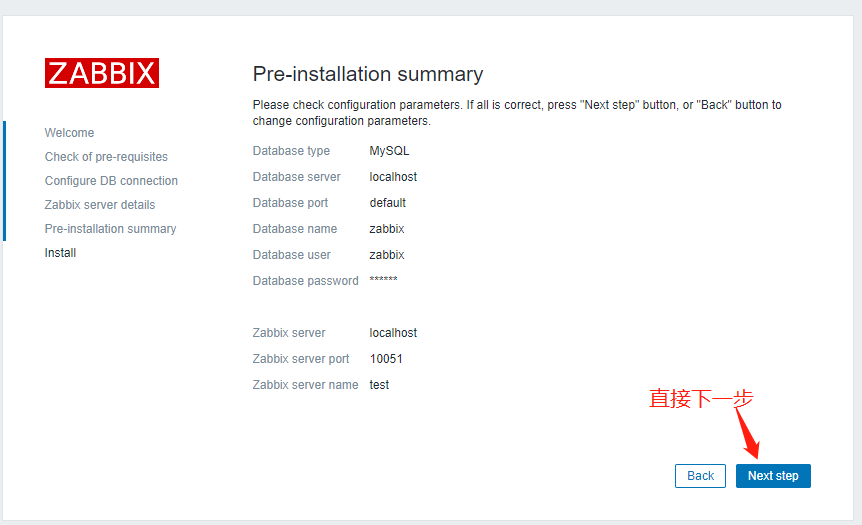 ZABBIX
Welcome
Check of pre-requisites
Configure DB connection
Zabbix server details
Pre-installation summary
Install
Pre-installation summary
Please check configuration parameters. If all is correct, press "Next step" button, or "Back" button to
change configuration parameters.
Database type MySQL
Database server localhost
Database port default
Database name zabbix
Database user zabbix
Database password ******
Zabbix server localhost
Zabbix server port 10051
Zabbix server name test
直接下一步
Back Next step